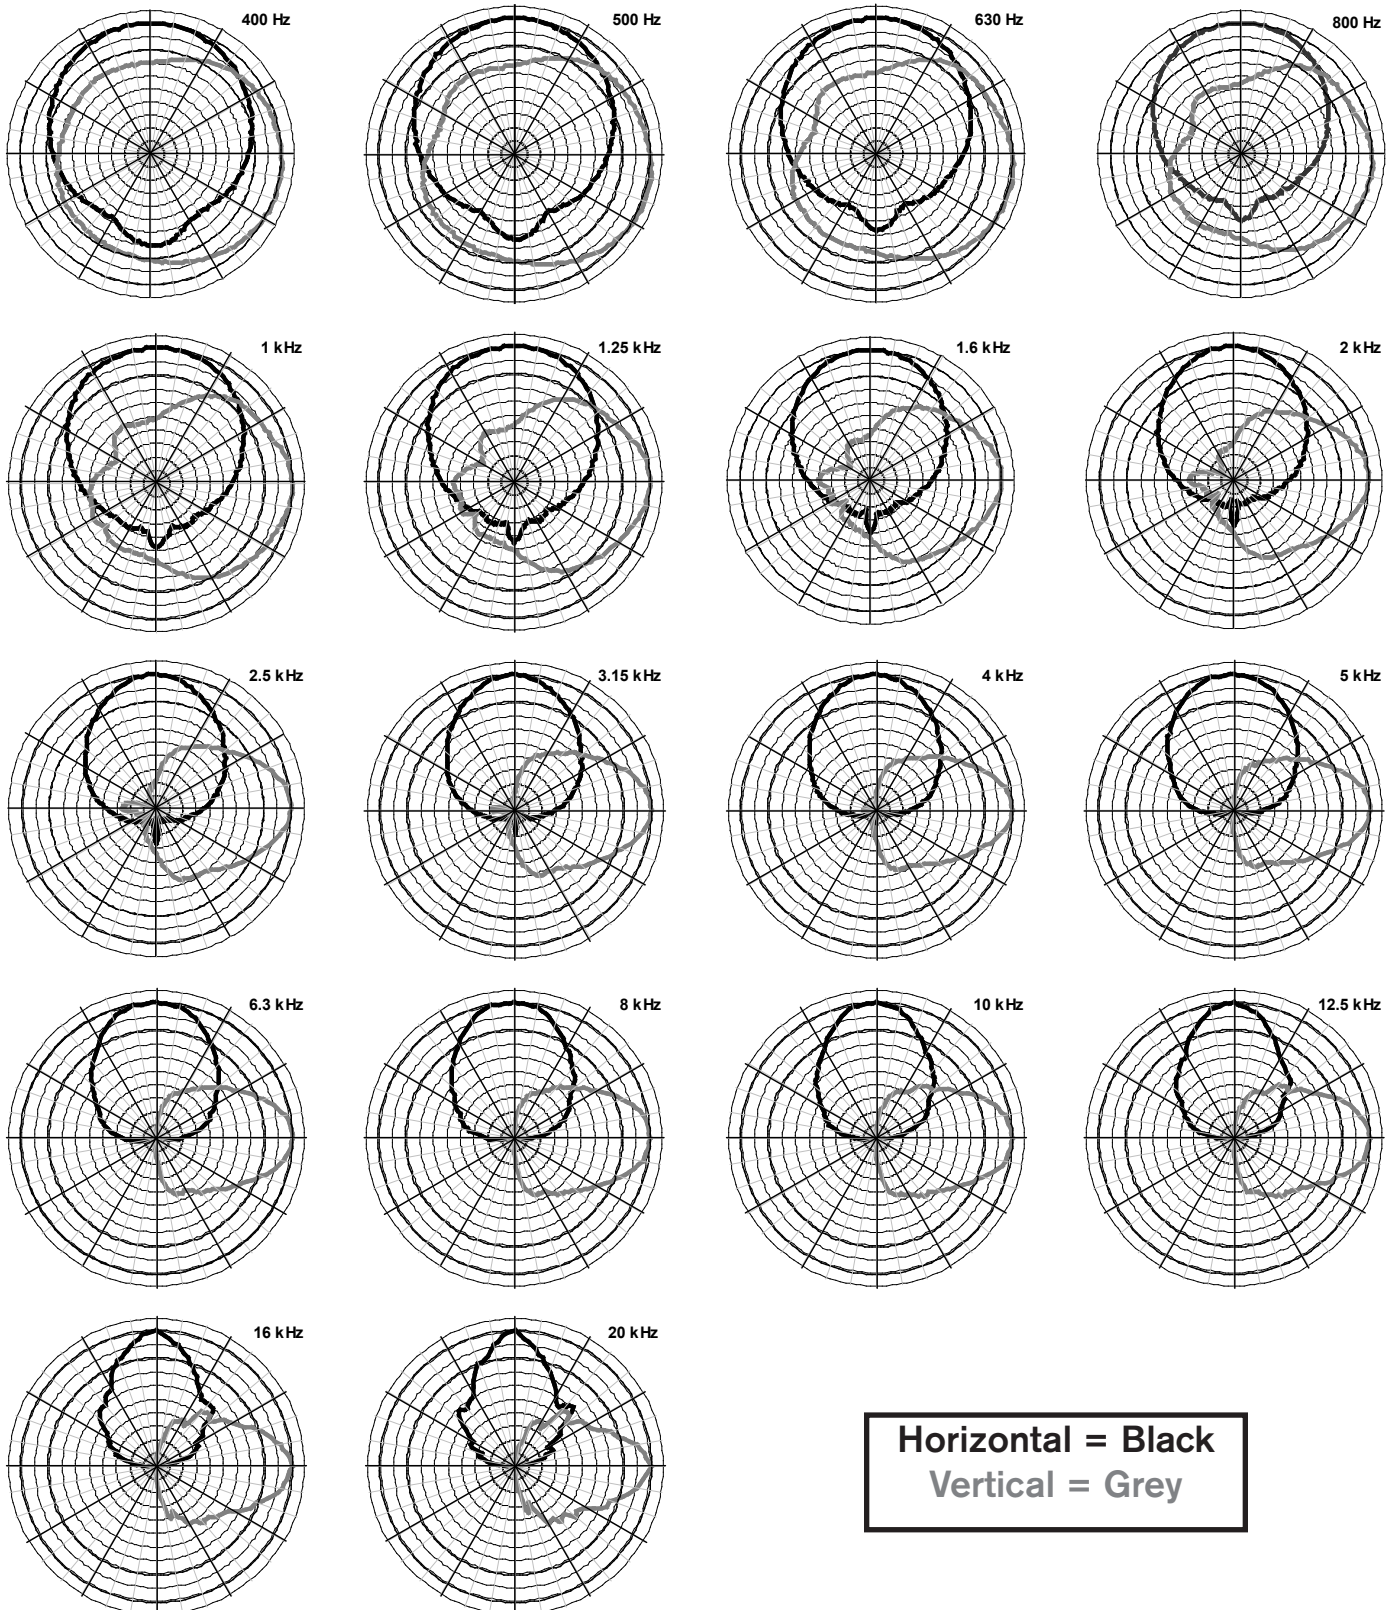 400 Hz
500 Hz
630 Hz
800 Hz
1 kHz
1.25 kHz
1.6 kHz
2 kHz
2.5 kHz
3.15 kHz
4 kHz
5 kHz
6.3 kHz
8 kHz
10 kHz
12.5 kHz
16 kHz
20 kHz
Horizontal = Black
Vertical = Grey